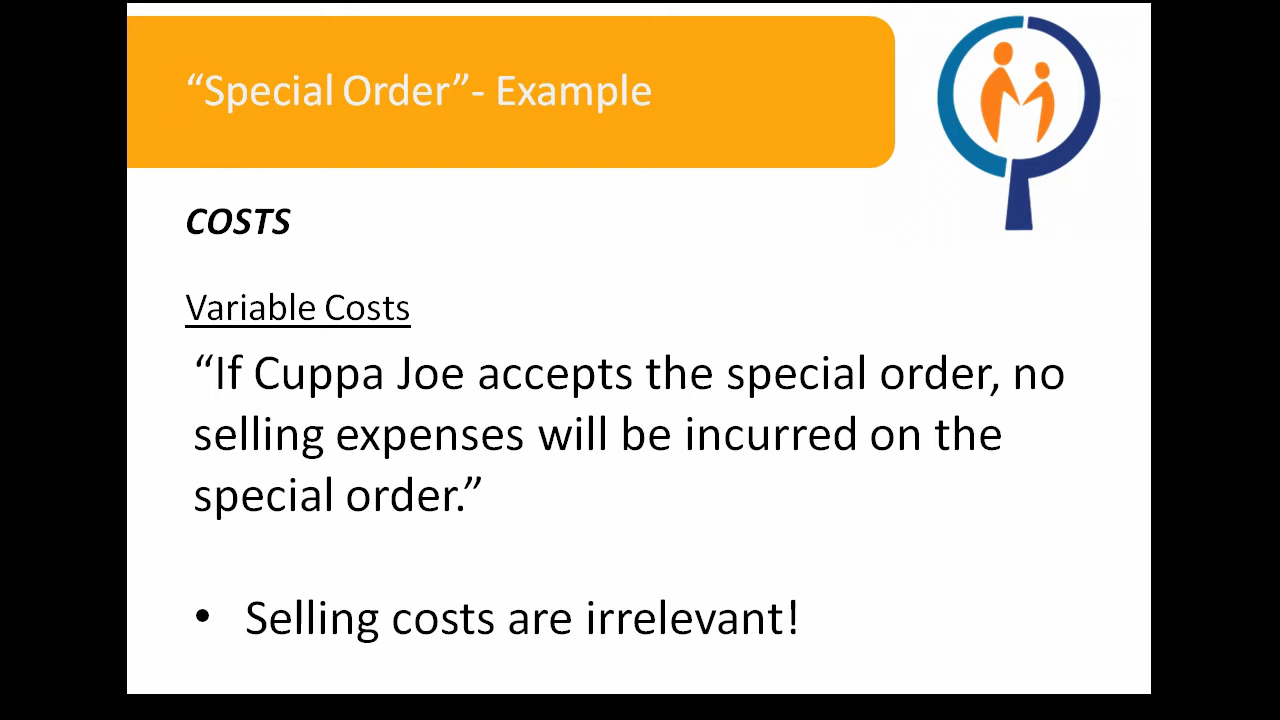 “Special Order”- Example
COSTS
Variable Costs
“If Cuppa Joe accepts the special order, no
selling expenses will be incurred on the
special order.”
• Selling costs are irrelevant!